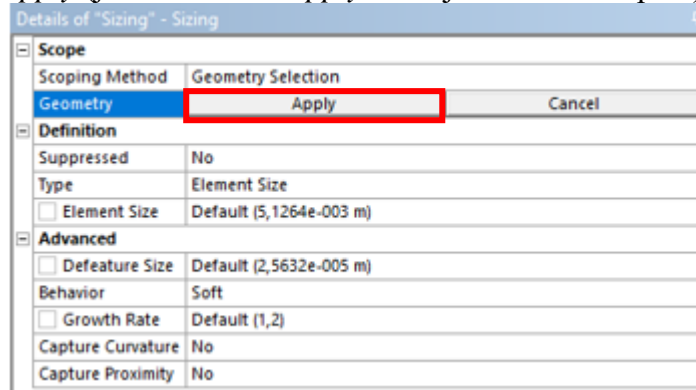 Details of "Sizing" - Sizing
Scope
Scoping Method Geometry Selection
Geometry Apply Cancel
Definition
Suppressed No
Type Element Size
Element Size Default (5,1264e-003 m)
Advanced
Defeature Size Default (2,5632e-005 m)
Behavior Soft
Growth Rate Default (1,2)
Capture Curvature No
Capture Proximity No